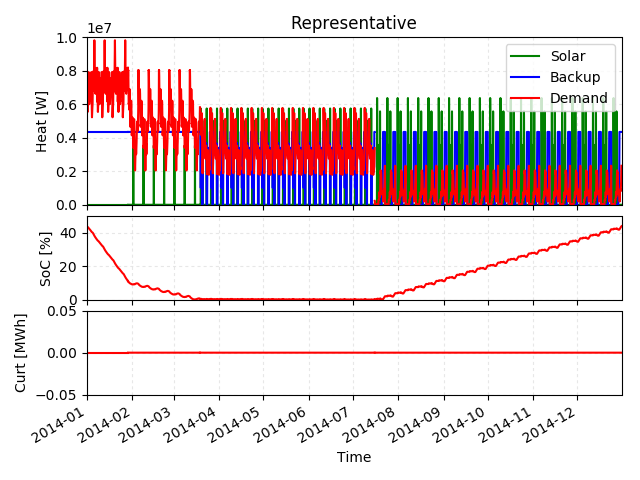 Representative
1e7
1.0
0.8
0.6
0.4
0.2
0.0
Heat [W]
Solar
Backup
Demand
40
20
0
SoC [%]
0.05
0.00
−0.05
Curt [MWh]
2014-01
2014-02
2014-03
2014-04
2014-05
2014-06
2014-07
2014-08
2014-09
2014-10
2014-11
2014-12
Time